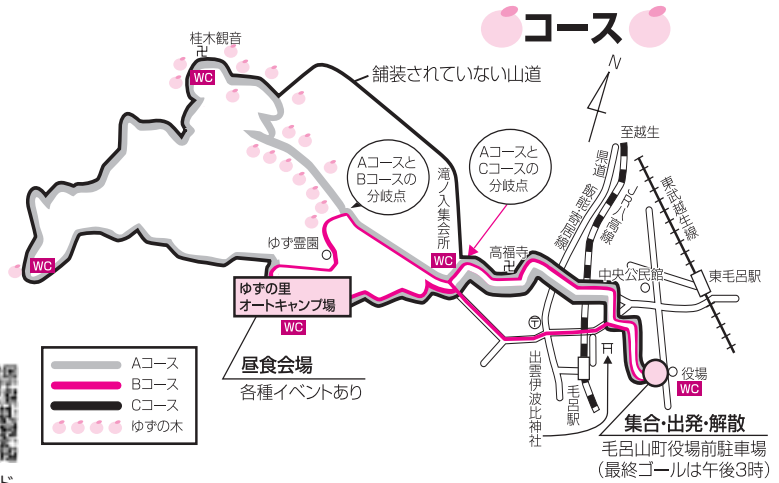 コース
N
桂木観音
WC
舗装されていない山道
至越生
県道 飯能寄居線
JR八高線
東武越生線
AコースとBコースの分岐点
AコースとCコースの分岐点
滝ノ入集会所
WC
高福寺
中央公民館
東毛呂駅
ゆず霊園
WC
ゆずの里
オートキャンプ場
WC
昼食会場
各種イベントあり
Aコース
Bコース
Cコース
ゆずの木
出雲伊波比神社
毛呂駅
役場
WC
集合・出発・解散
毛呂山町役場前駐車場
(最終ゴールは午後3時)
ド